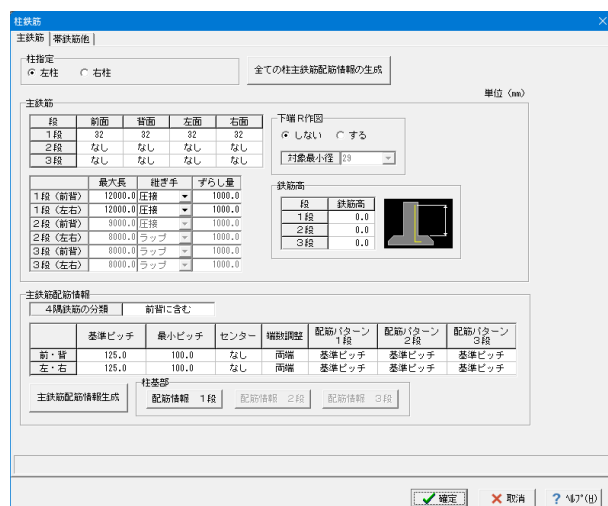 柱鉄筋
主鉄筋 帯鉄筋他
柱指定
左柱 右柱
全ての柱主鉄筋配筋情報の生成
単位 (mm)
主鉄筋
段 前面 背面 左面 右面
1段 32 32 32 32
2段 なし なし なし なし
3段 なし なし なし なし
最大長 継ぎ手 ずらし量
1段(前背) 12000.0 圧接 1000.0
1段(左右) 12000.0 圧接 1000.0
2段(前背) 9000.0 圧接 1000.0
2段(左右) 8000.0 ラップ 1000.0
3段(前背) 8000.0 ラップ 1000.0
3段(左右) 8000.0 ラップ 1000.0
下端R作図
しない する
対象最小径 29
鉄筋高
段 鉄筋高
1段 0.0
2段 0.0
3段 0.0
主鉄筋配筋情報
4隅鉄筋の分類 前背に含む
基準ピッチ 最小ピッチ センター 端数調整 配筋パターン1段 配筋パターン2段 配筋パターン3段
前・背 125.0 100.0 なし 両端 基準ピッチ 基準ピッチ 基準ピッチ
左・右 125.0 100.0 なし 両端 基準ピッチ 基準ピッチ 基準ピッチ
主鉄筋配筋情報生成
柱基部
配筋情報 1段 配筋情報 2段 配筋情報 3段
確定 取消 ? ヘルプ(H)